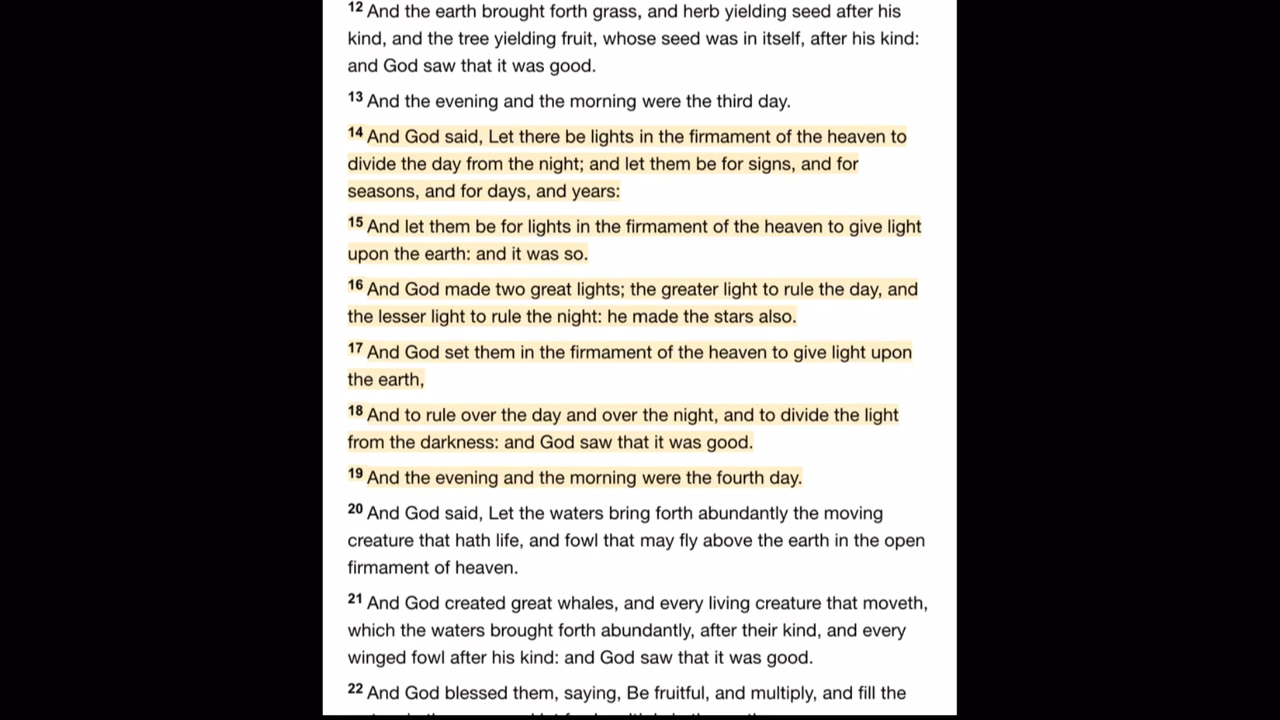 12 And the earth brought forth grass, and herb yielding seed after his
kind, and the tree yielding fruit, whose seed was in itself, after his kind:
and God saw that it was good.
13 And the evening and the morning were the third day.
14 And God said, Let there be lights in the firmament of the heaven to
divide the day from the night; and let them be for signs, and for
seasons, and for days, and years:
15 And let them be for lights in the firmament of the heaven to give light
upon the earth: and it was so.
16 And God made two great lights; the greater light to rule the day, and
the lesser light to rule the night: he made the stars also.
17 And God set them in the firmament of the heaven to give light upon
the earth,
18 And to rule over the day and over the night, and to divide the light
from the darkness: and God saw that it was good.
19 And the evening and the morning were the fourth day.
20 And God said, Let the waters bring forth abundantly the moving
creature that hath life, and fowl that may fly above the earth in the open
firmament of heaven.
21 And God created great whales, and every living creature that moveth,
which the waters brought forth abundantly, after their kind, and every
winged fowl after his kind: and God saw that it was good.
22 And God blessed them, saying, Be fruitful, and multiply, and fill the